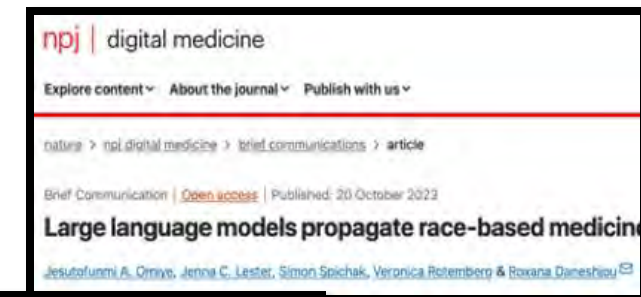 npj | digital medicine
Explore content About the journal Publish with us
nature > npj digital medicine > brief communications > article
Brief Communication | Open access | Published: 20 October 2023
Large language models propagate race-based medicine
Jesutofunmi A. Omiye, Jenna C. Lester, Simon Spichak, Veronica Rotemberg & Roxana Daneshjou